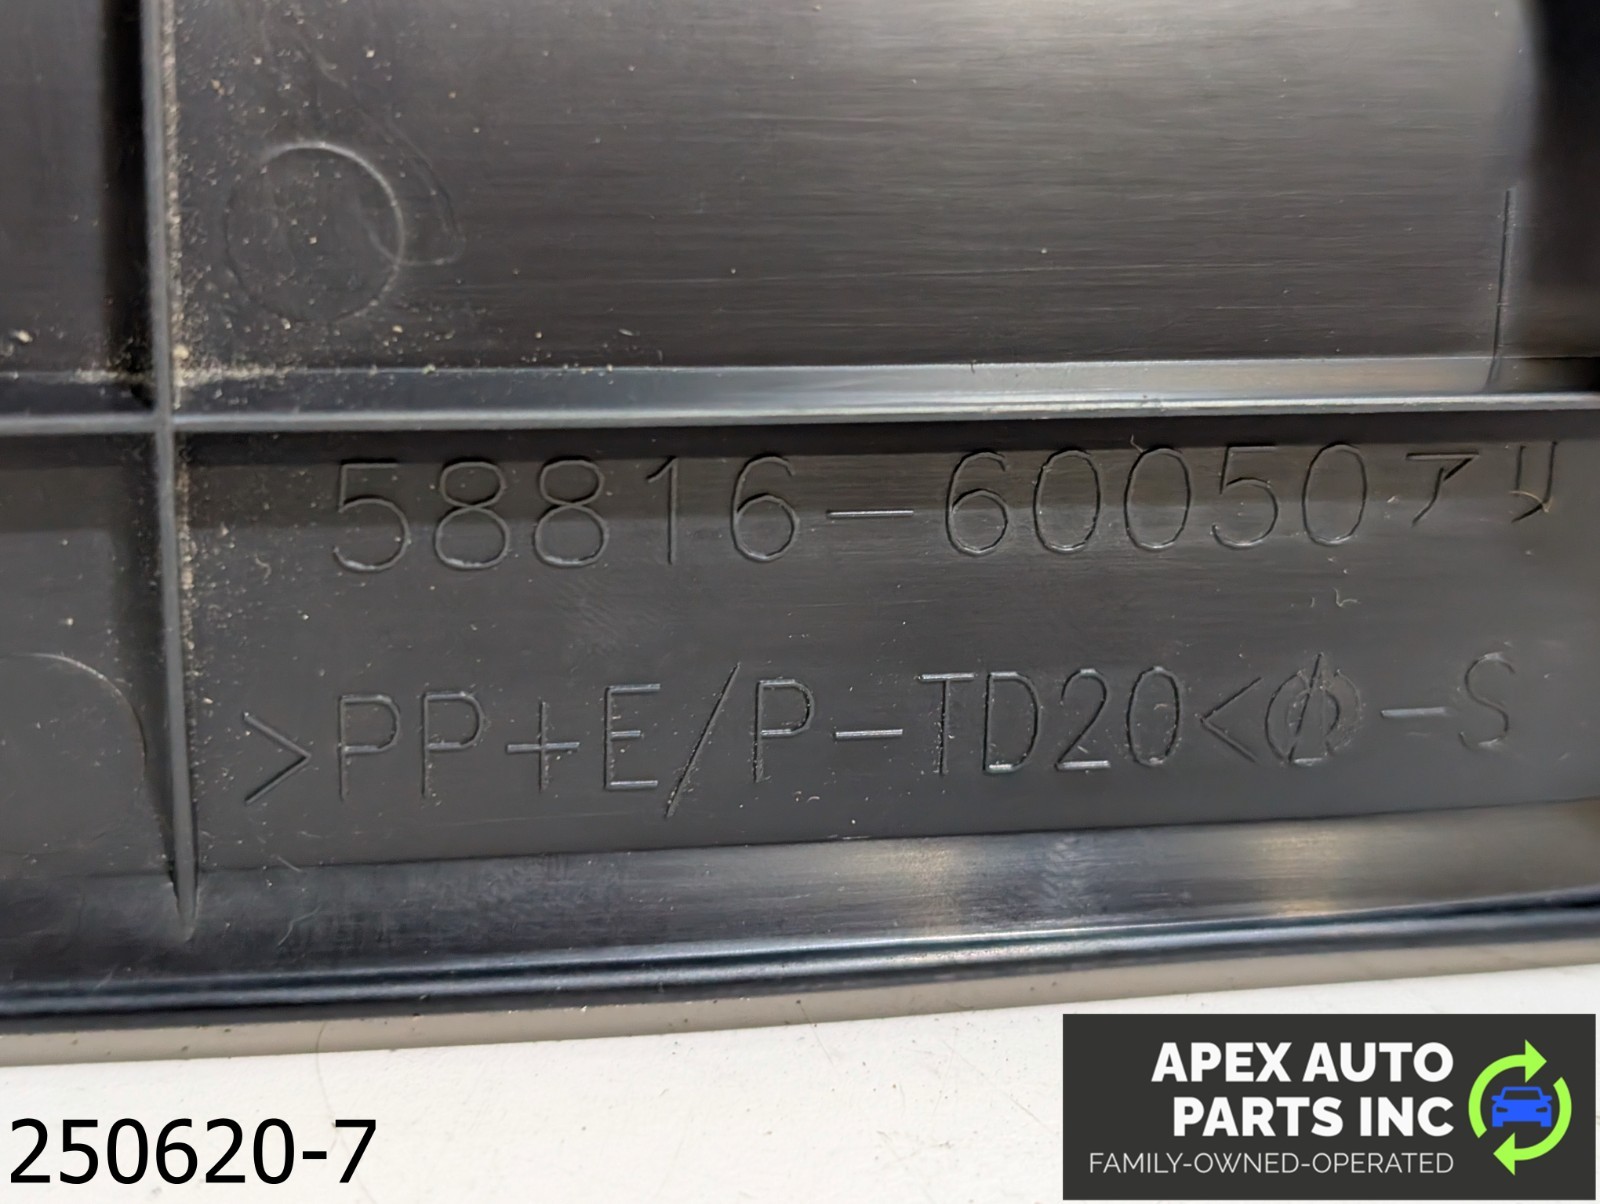 58816-60050アリ
>PP+E/P-TD20< -S
250620-7
APEX AUTO
PARTS INC
FAMILY-OWNED-OPERATED